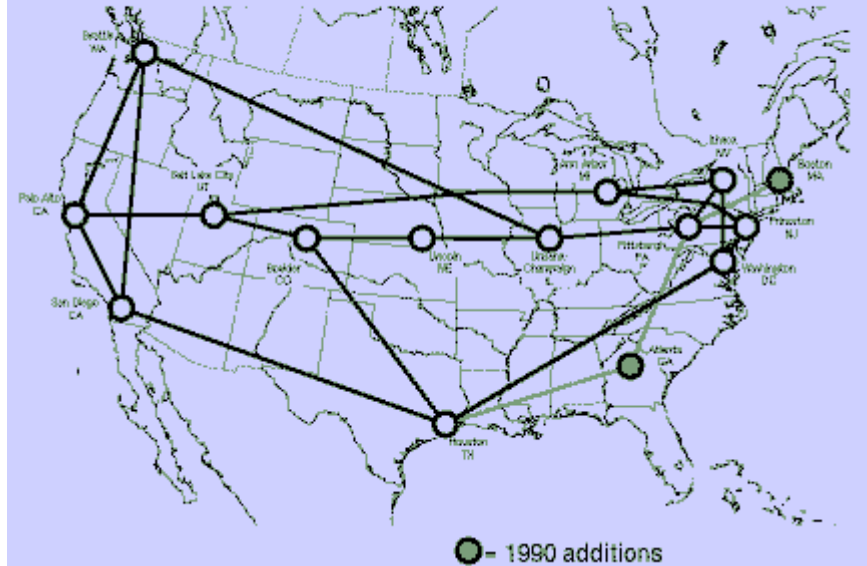 Seattle
WA
Ithaca
NY
Ann Arbor
MI
Boston
MA
Salt Lake City
UT
Palo Alto
CA
Princeton
NJ
Pittsburgh
PA
Boulder
CO
Lincoln
NE
Urbana-
Champaign
IL
Washington
DC
San Diego
CA
Atlanta
GA
Houston
TX
= 1990 additions